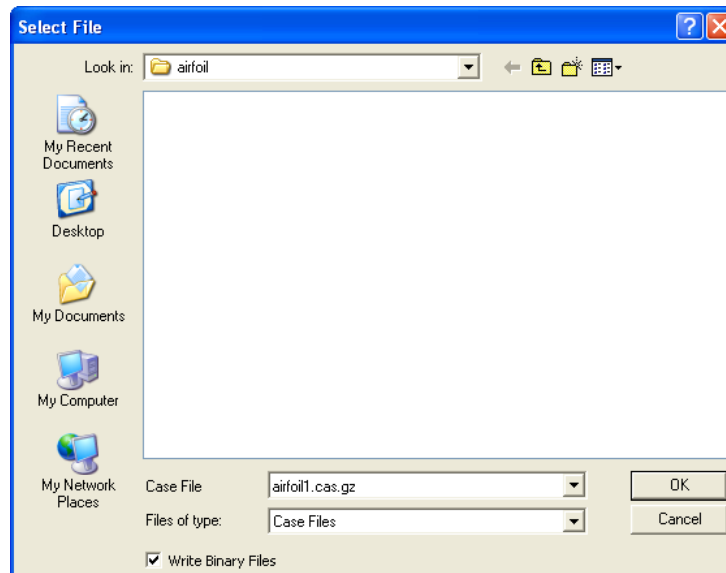 Select File
Look in: airfoil
My Recent
Documents
Desktop
My Documents
My Computer
My Network
Places
Case File airfoil1.cas.gz OK
Files of type: Case Files Cancel
Write Binary Files